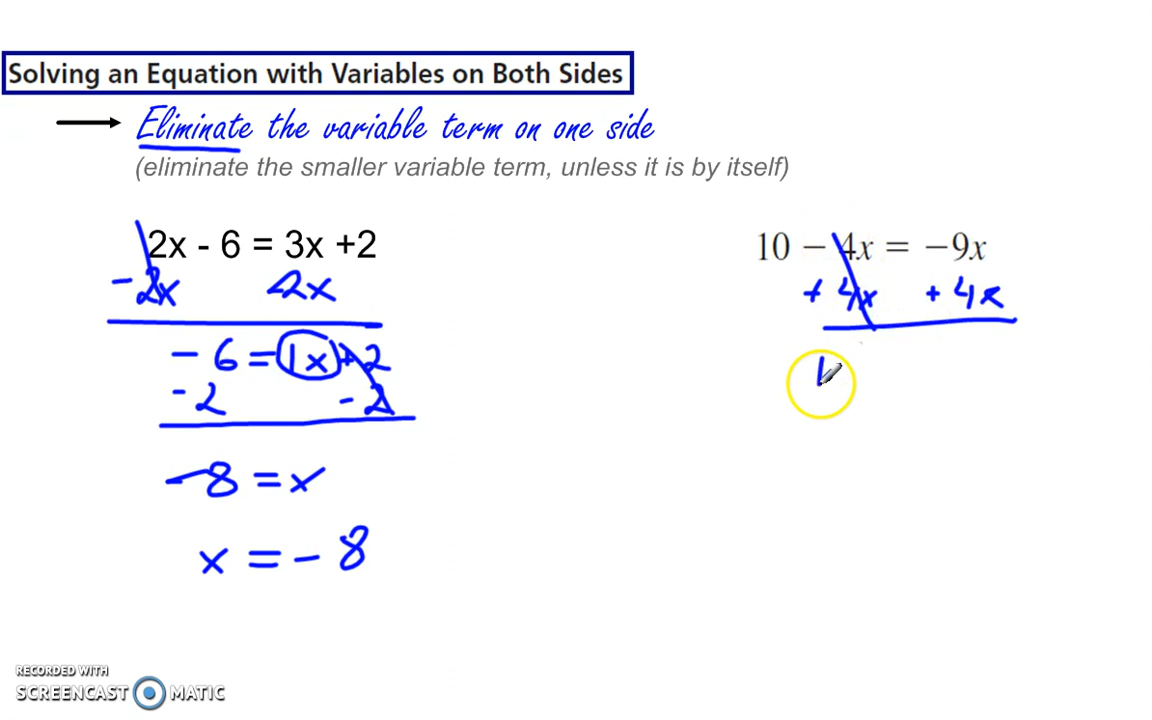 Solving an Equation with Variables on Both Sides
Eliminate the variable term on one side
(eliminate the smaller variable term, unless it is by itself)
2x - 6 = 3x +2
-2x
- 6 = 1x + 2
- 2 - 2
-8 = x
x = - 8
10 − 4x = −9x
+ 4x + 4x
RECORDED WITH
SCREENCAST MATIC